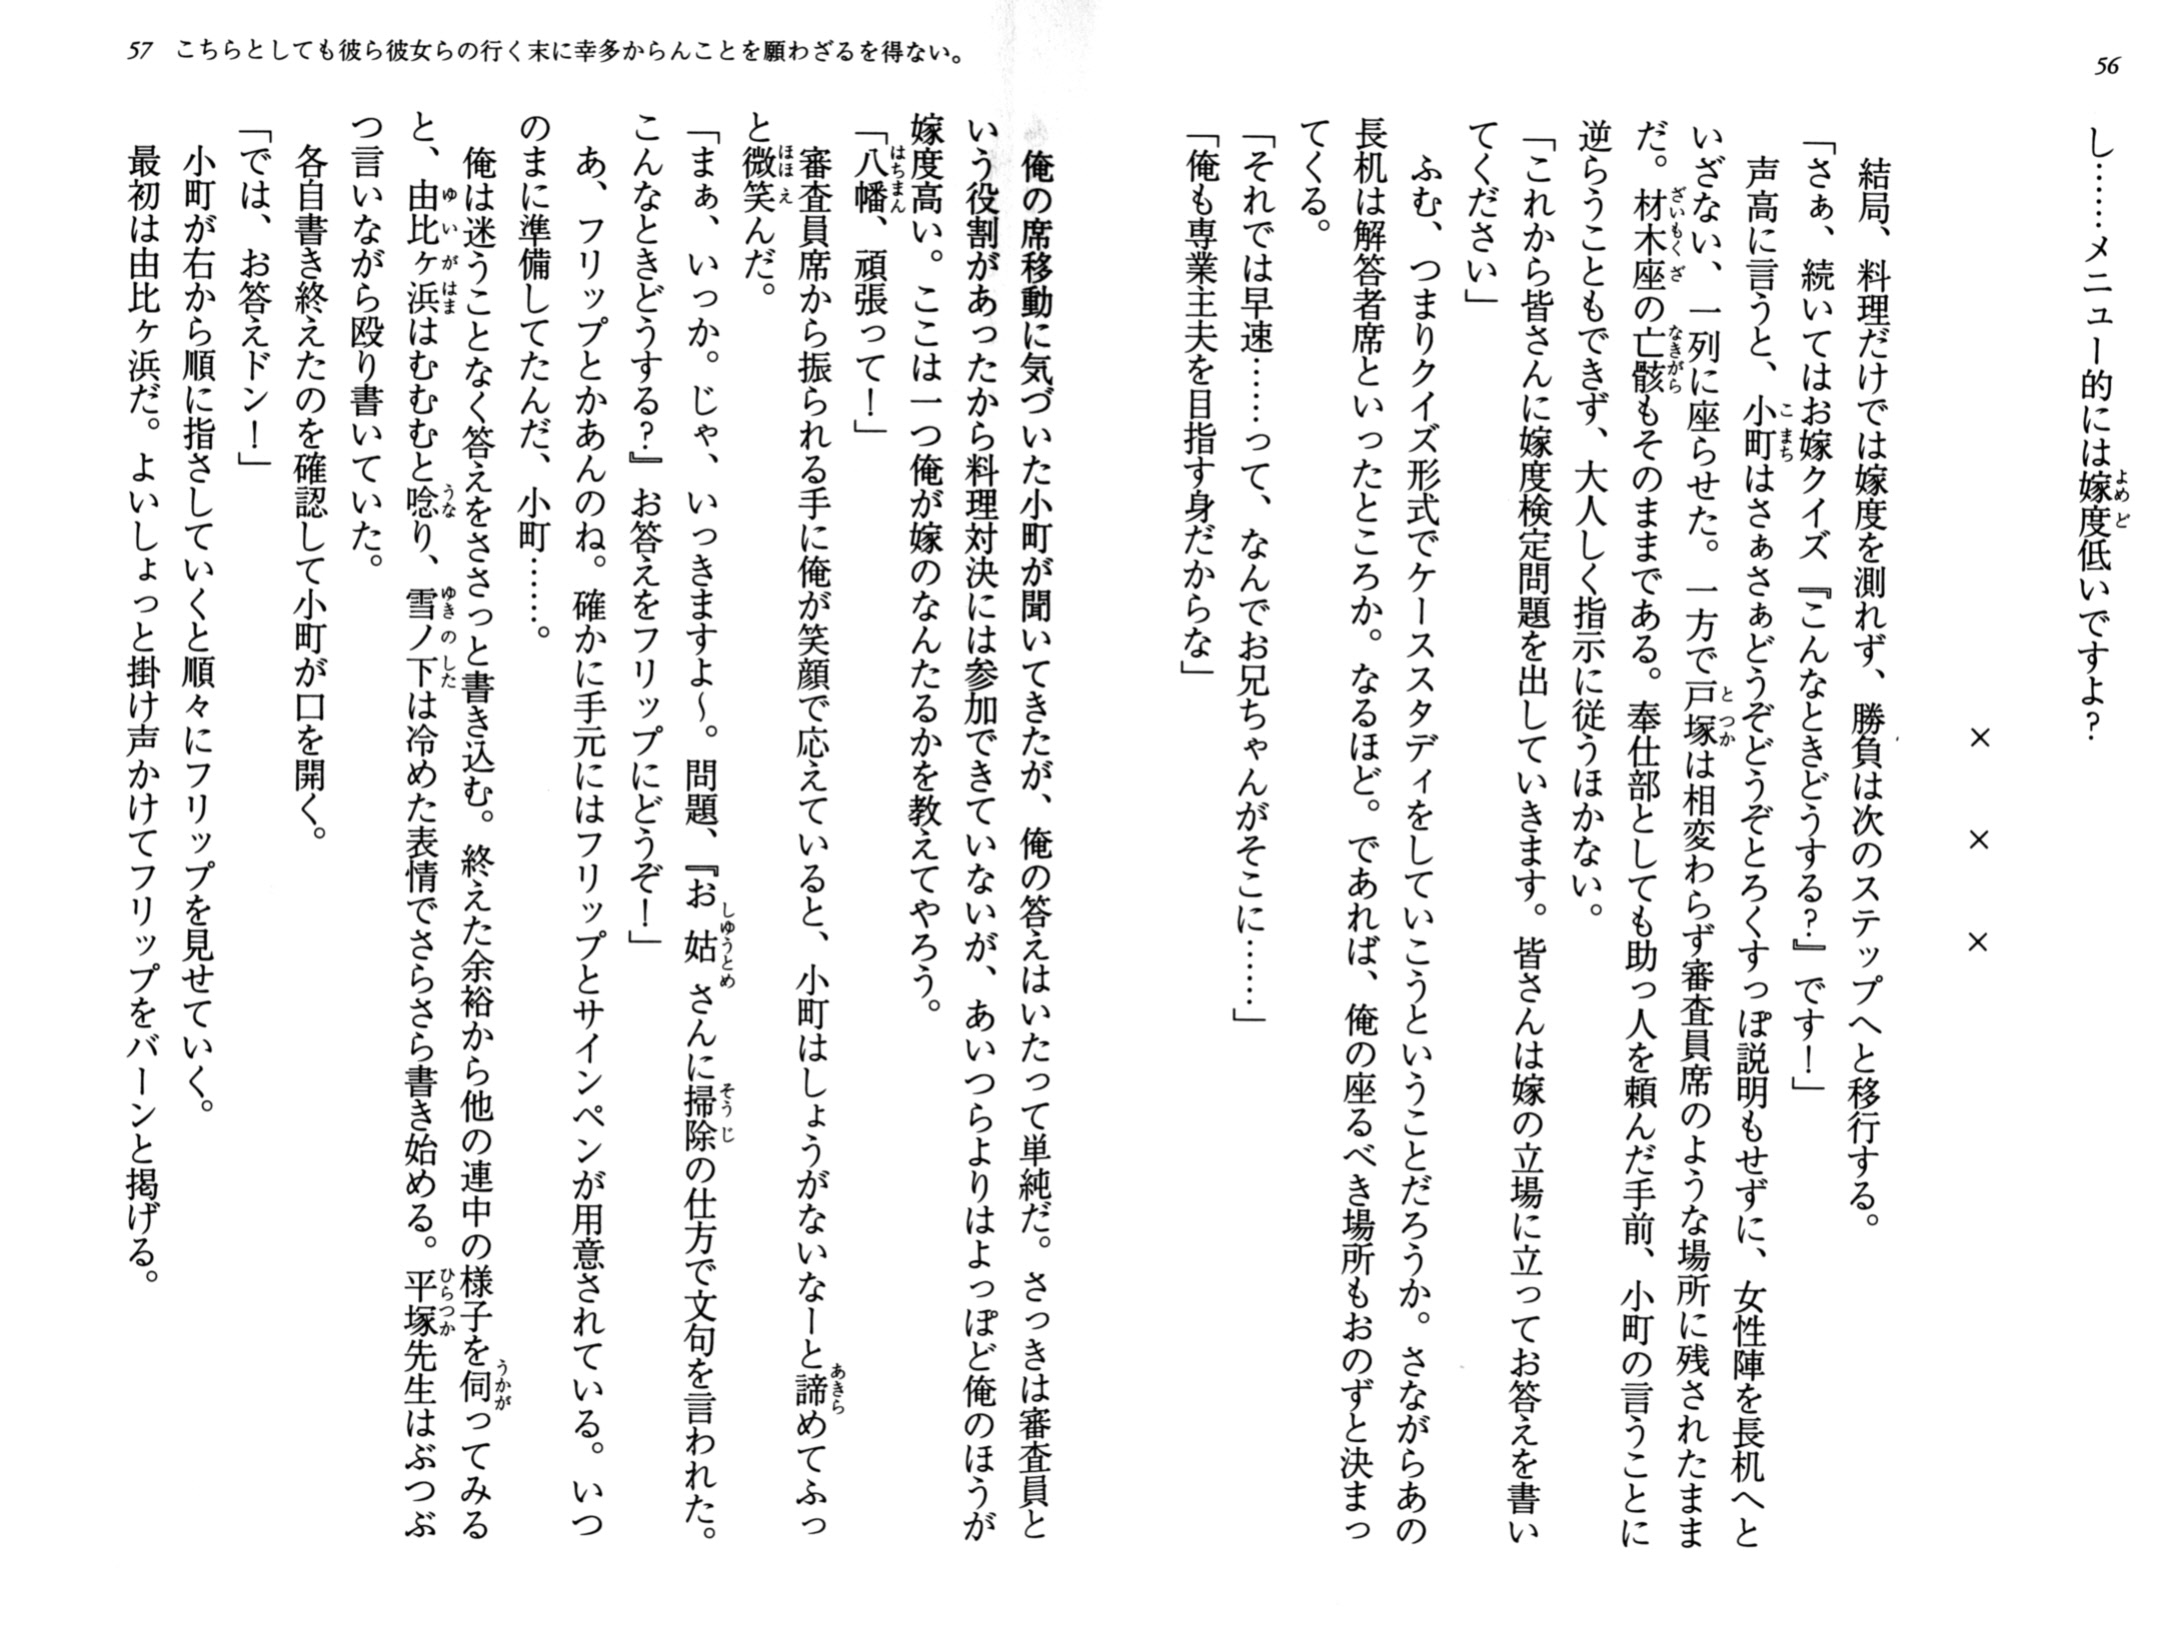 56
し……メニュー的には嫁度低いですよ?
× × ×
結局、料理だけでは嫁度を測れず、勝負は次のステップへと移行する。
「さぁ、続いてはお嫁クイズ『こんなときどうする?』です!」
声高に言うと、小町はさぁさぁどうぞどうぞとろくすっぽ説明もせずに、女性陣を長机へと
いざない、一列に座らせた。一方で戸塚は相変わらず審査員席のような場所に残されたまま
だ。材木座の亡骸もそのままである。奉仕部としても助っ人を頼んだ手前、小町の言うことに
逆らうこともできず、大人しく指示に従うほかない。
「これから皆さんに嫁度検定問題を出していきます。皆さんは嫁の立場に立ってお答えを書い
てください」
ふむ、つまりクイズ形式でケーススタディをしていこうということだろうか。さながらあの
長机は解答者席といったところか。なるほど。であれば、俺の座るべき場所もおのずと決まっ
てくる。
「それでは早速……って、なんでお兄ちゃんがそこに……」
「俺も専業主夫を目指す身だからな」
57 こちらとしても彼ら彼女らの行く末に幸多からんことを願わざるを得ない。
俺の席移動に気づいた小町が聞いてきたが、俺の答えはいたって単純だ。さっきは審査員と
いう役割があったから料理対決には参加できていないが、あいつらよりはよっぽど俺のほうが
嫁度高い。ここは一つ俺が嫁のなんたるかを教えてやろう。
「八幡、頑張って!」
審査員席から振られる手に俺が笑顔で応えていると、小町はしょうがないなーと諦めてふっ
と微笑んだ。
「まぁ、いっか。じゃ、いっきますよ〜。問題、『お姑さんに掃除の仕方で文句を言われた。
こんなときどうする?』お答えをフリップにどうぞ!」
あ、フリップとかあんのね。確かに手元にはフリップとサインペンが用意されている。いつ
のまに準備してたんだ、小町……。
俺は迷うことなく答えをささっと書き込む。終えた余裕から他の連中の様子を伺ってみる
と、由比ヶ浜はむむむと唸り、雪ノ下は冷めた表情でさらさら書き始める。平塚先生はぶつぶ
つ言いながら殴り書いていた。
各自書き終えたのを確認して小町が口を開く。
「では、お答えドン!」
小町が右から順に指さしていくと順々にフリップを見せていく。
最初は由比ヶ浜だ。よいしょっと掛け声かけてフリップをバーンと掲げる。